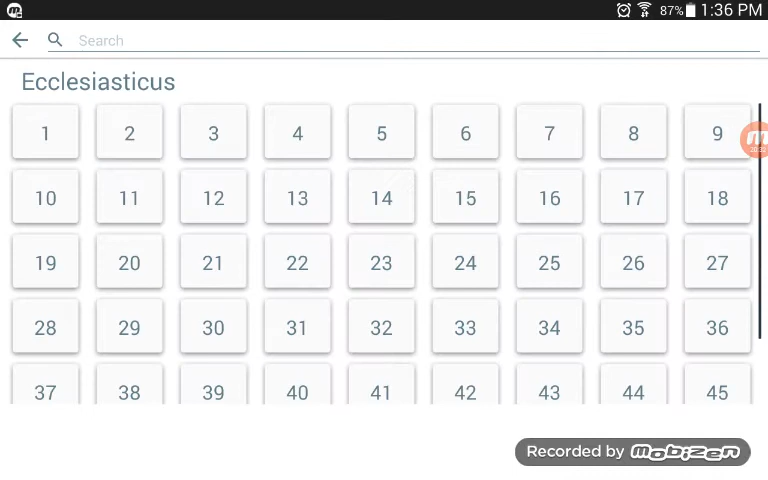 87% 1:36 PM
Search
Ecclesiasticus
1 2 3 4 5 6 7 8 9
10 11 12 13 14 15 16 17 18
19 20 21 22 23 24 25 26 27
28 29 30 31 32 33 34 35 36
37 38 39 40 41 42 43 44 45
Recorded by Mobizen